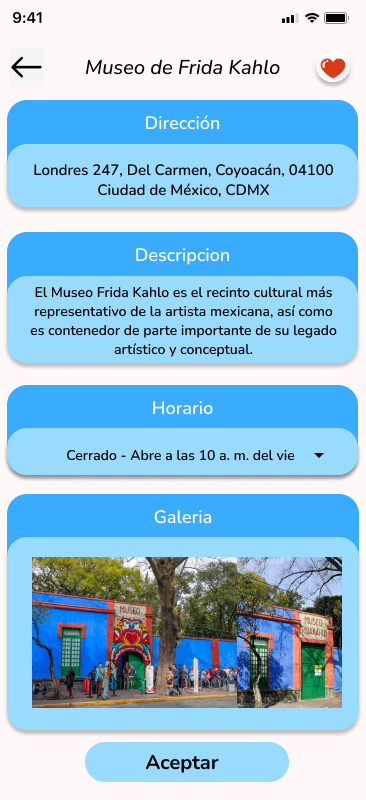 9:41
Museo de Frida Kahlo
Dirección
Londres 247, Del Carmen, Coyoacán, 04100
Ciudad de México, CDMX
Descripcion
El Museo Frida Kahlo es el recinto cultural más
representativo de la artista mexicana, así como
es contenedor de parte importante de su legado
artístico y conceptual.
Horario
Cerrado - Abre a las 10 a. m. del vie
Galeria
MUSEO
MUSEO
Aceptar